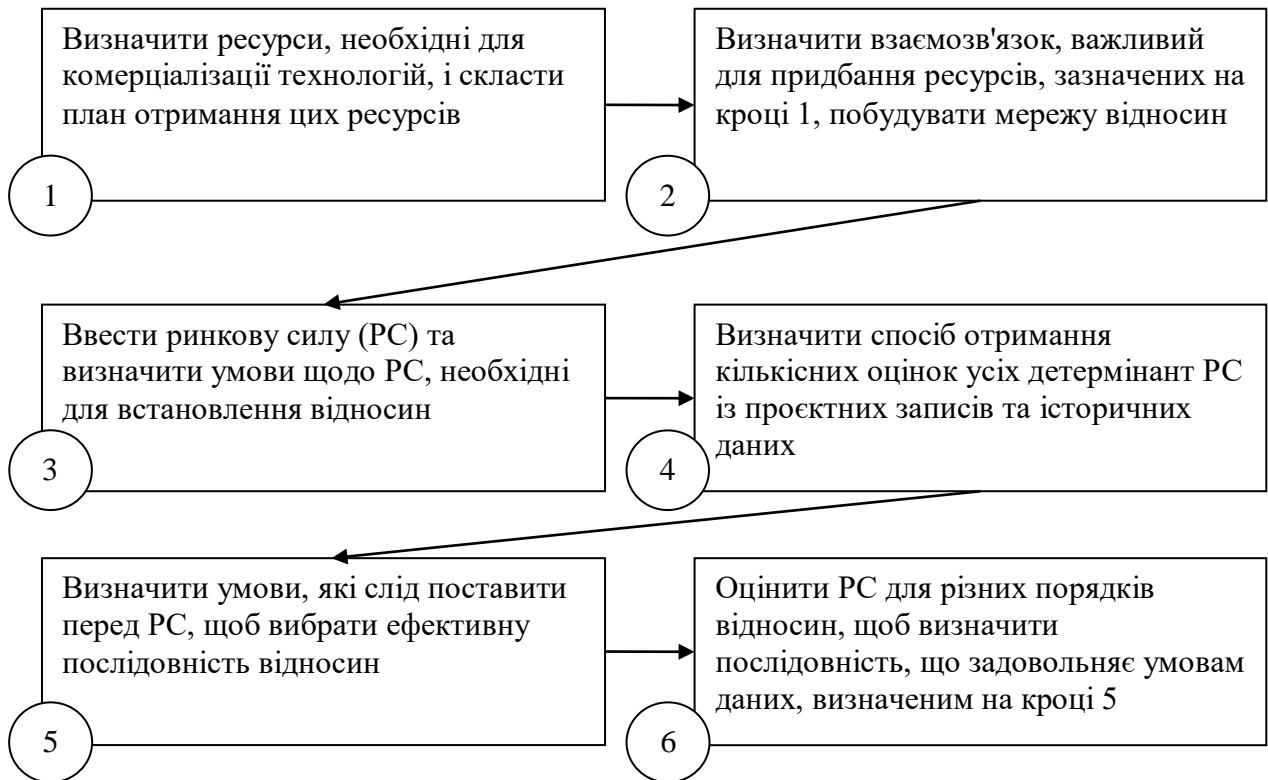 Визначити ресурси, необхідні для
комерціалізації технологій, і скласти
план отримання цих ресурсів
1
Визначити взаємозв'язок, важливий
для придбання ресурсів, зазначених на
кроці 1, побудувати мережу відносин
2
Ввести ринкову силу (РС) та
визначити умови щодо РС, необхідні
для встановлення відносин
3
Визначити спосіб отримання
кількісних оцінок усіх детермінант РС
із проєктних записів та історичних
даних
4
Визначити умови, які слід поставити
перед РС, щоб вибрати ефективну
послідовність відносин
5
Оцінити РС для різних порядків
відносин, щоб визначити
послідовність, що задовольняє умовам
даних, визначеним на кроці 5
6